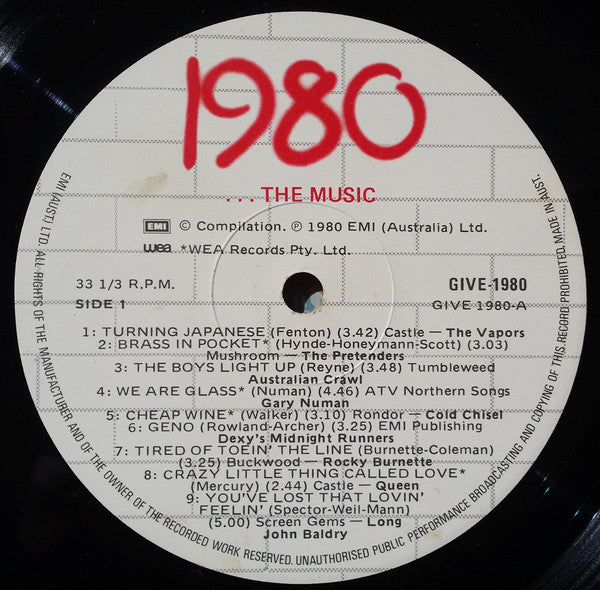 1980
... THE MUSIC
EMI © Compilation. ℗ 1980 EMI (Australia) Ltd.
wea *WEA Records Pty. Ltd.
33 1/3 R.P.M.
GIVE-1980
SIDE 1
GIVE 1980-A
1: TURNING JAPANESE (Fenton) (3.42) Castle — The Vapors
2: BRASS IN POCKET* (Hynde-Honeymann-Scott) (3.03)
Mushroom — The Pretenders
3: THE BOYS LIGHT UP (Reyne) (3.48) Tumbleweed
Australian Crawl
4: WE ARE GLASS* (Numan) (4.46) ATV Northern Songs
Gary Numan
5: CHEAP WINE* (Walker) (3.10) Rondor — Cold Chisel
6: GENO (Rowland-Archer) (3.25) EMI Publishing
Dexy's Midnight Runners
7: TIRED OF TOEIN' THE LINE (Burnette-Coleman)
(3.25) Buckwood — Rocky Burnette
8: CRAZY LITTLE THING CALLED LOVE*
(Mercury) (2.44) Castle — Queen
9: YOU'VE LOST THAT LOVIN'
FEELIN' (Spector-Weil-Mann)
(5.00) Screen Gems — Long
John Baldry
EMI (AUST.) LTD. ALL RIGHTS OF THE MANUFACTURER AND OF THE OWNER OF THE RECORDED WORK RESERVED. UNAUTHORISED PUBLIC PERFORMANCE BROADCASTING AND COPYING OF THIS RECORD PROHIBITED. MADE IN AUST.